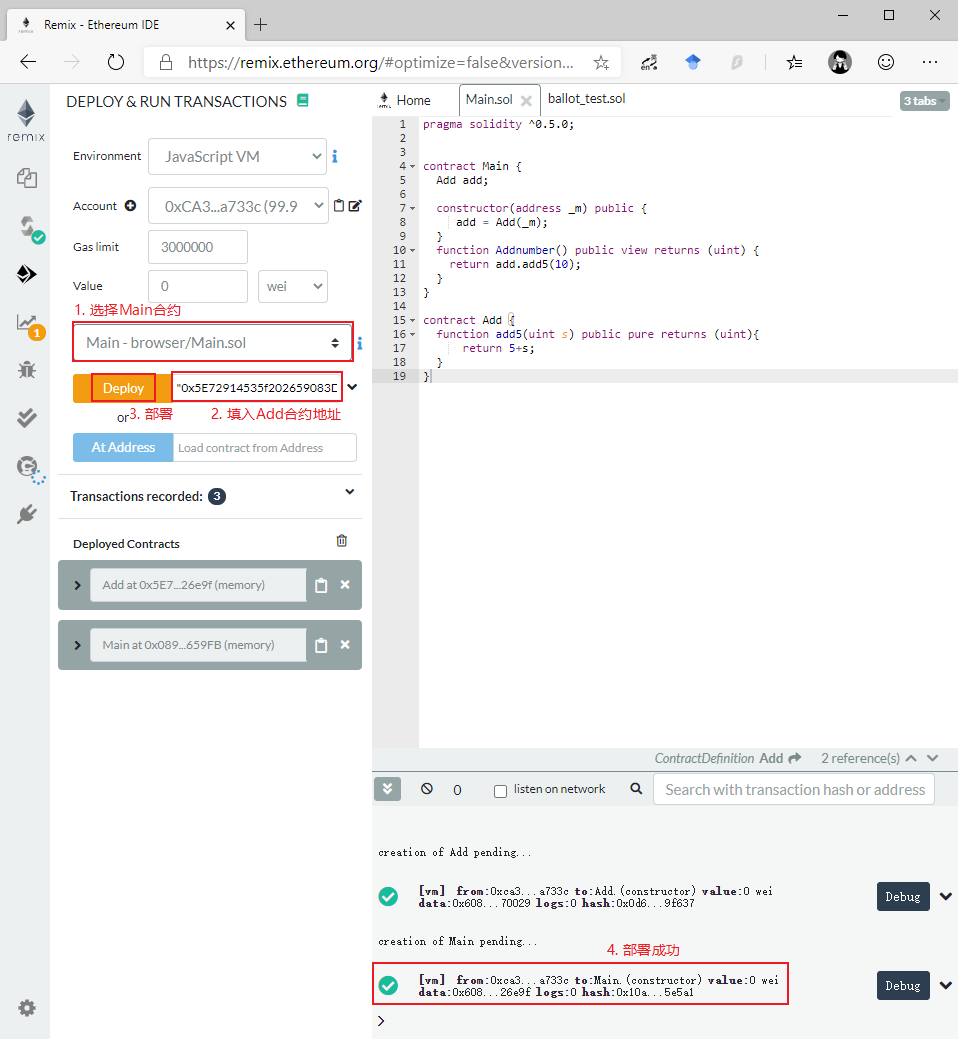 Remix - Ethereum IDE
https://remix.ethereum.org/#optimize=false&version...
remix
DEPLOY & RUN TRANSACTIONS
Environment JavaScript VM
Account 0xCA3...a733c (99.9
Gas limit 3000000
Value 0 wei
1. 选择Main合约
Main - browser/Main.sol
Deploy "0x5E72914535f202659083D
or3. 部署 2. 填入Add合约地址
At Address Load contract from Address
Transactions recorded: 3
Deployed Contracts
Add at 0x5E7...26e9f (memory)
Main at 0x089...659FB (memory)
1
Home Main.sol ballot_test.sol 3 tabs
1 pragma solidity ^0.5.0;
2
3
4 contract Main {
5 Add add;
6
7 constructor(address _m) public {
8 add = Add(_m);
9 }
10 function Addnumber() public view returns (uint) {
11 return add.add5(10);
12 }
13 }
14
15 contract Add {
16 function add5(uint s) public pure returns (uint){
17 return 5+s;
18 }
19 }
ContractDefinition Add 2 reference(s)
0 listen on network Search with transaction hash or address
creation of Add pending...
[vm] from:0xca3...a733c to:Add.(constructor) value:0 wei
data:0x608...70029 logs:0 hash:0x0d6...9f637
Debug
creation of Main pending...
4. 部署成功
[vm] from:0xca3...a733c to:Main.(constructor) value:0 wei
data:0x608...26e9f logs:0 hash:0x10a...5e5a1
Debug
>